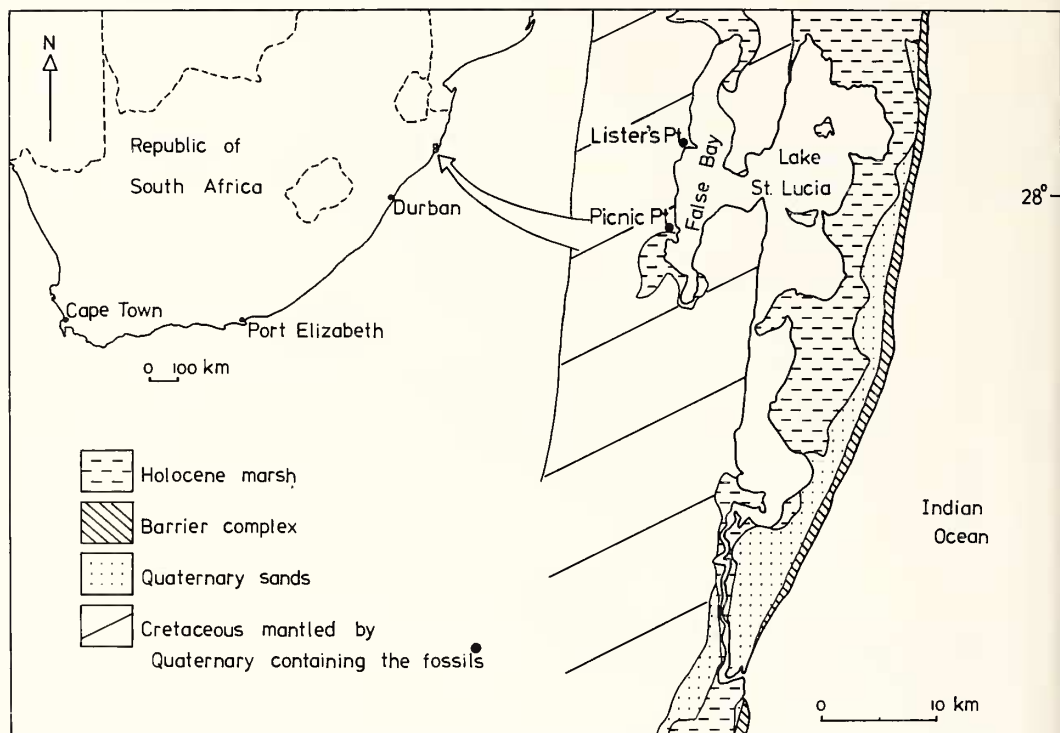 N
Republic of
South Africa
Durban
Cape Town
Port Elizabeth
0 100 km
Holocene marsh
Barrier complex
Quaternary sands
Cretaceous mantled by
Quaternary containing the fossils
Lister's Pt
Picnic Pt
False Bay
Lake
St. Lucia
28°
Indian
Ocean
0 10 km